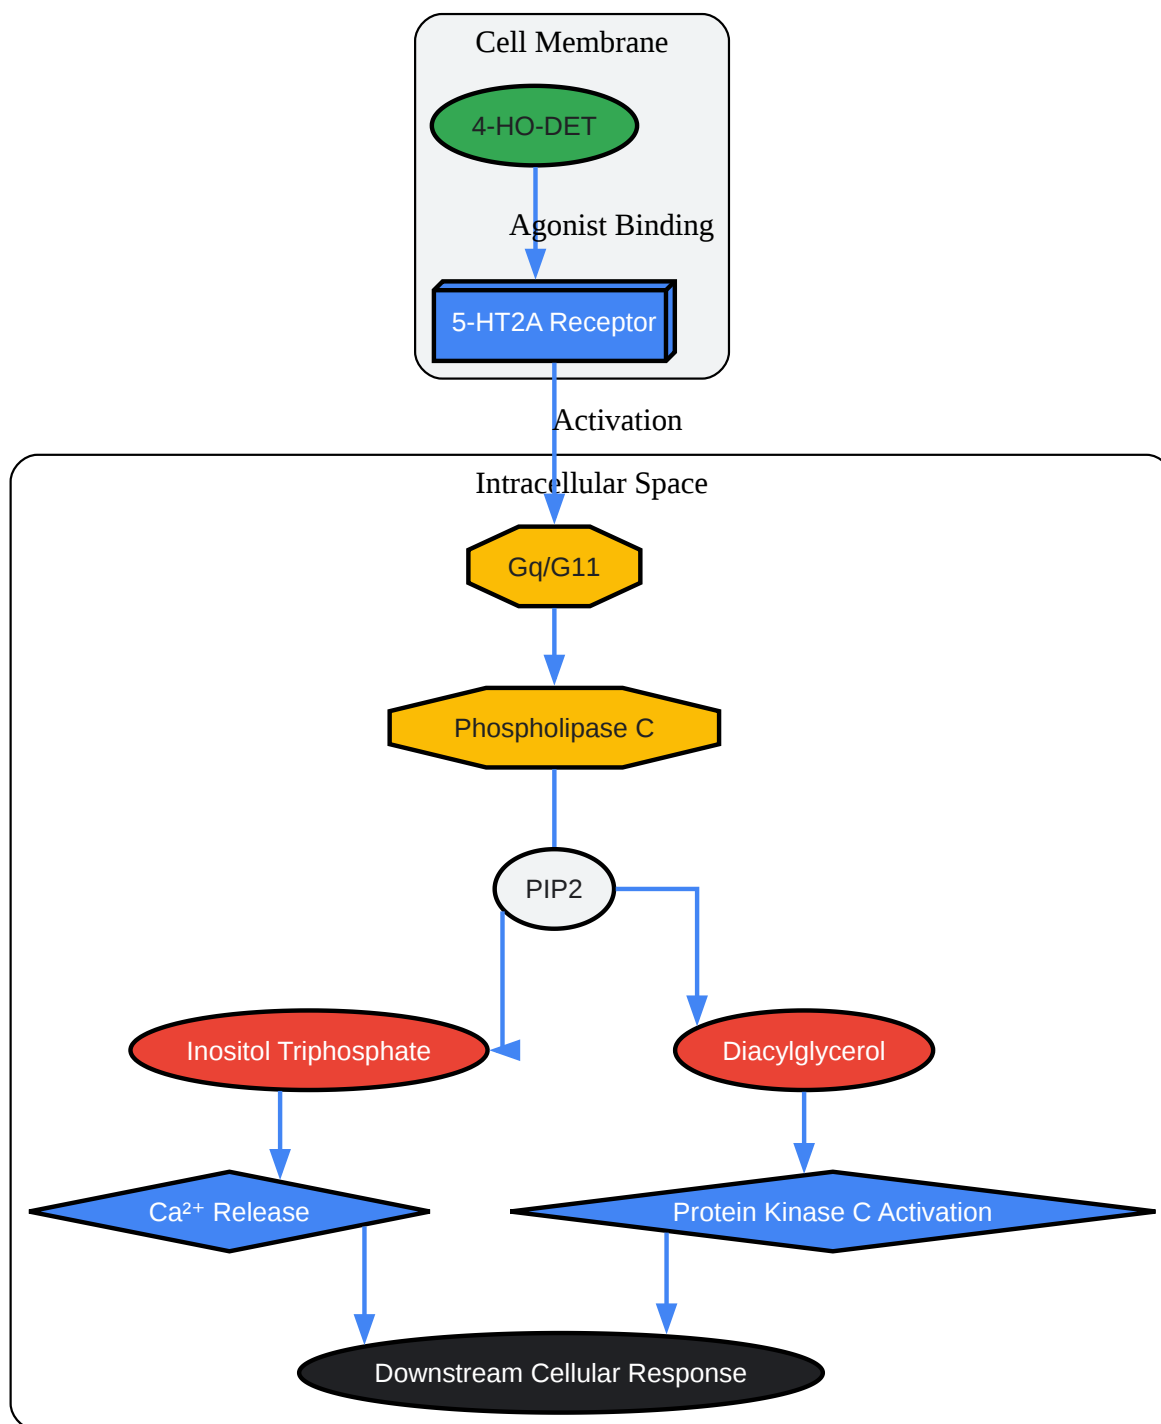 Cell Membrane
4-HO-DET
Agonist Binding
5-HT2A Receptor
Activation
Intracellular Space
Gq/G11
Phospholipase C
PIP2
Inositol Triphosphate
Diacylglycerol
Ca²⁺ Release
Protein Kinase C Activation
Downstream Cellular Response